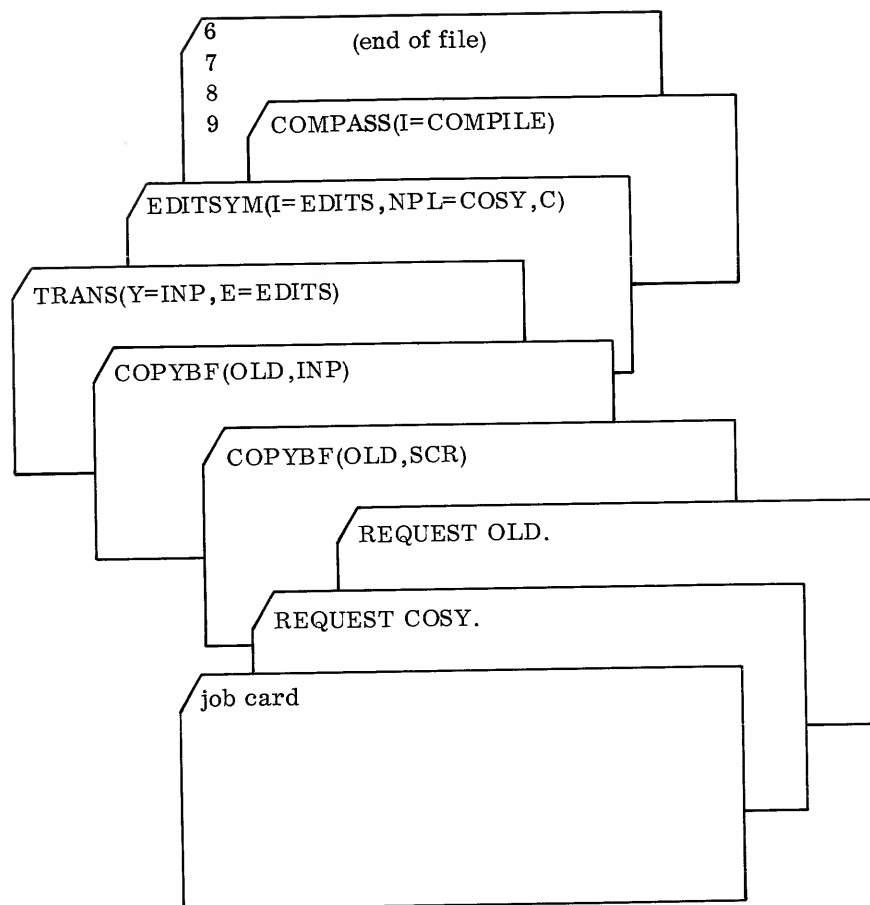 6
(end of file)
7
8
9
COMPASS(I=COMPILE)
EDITSYM(I=EDITS,NPL=COSY,C)
TRANS(Y=INP,E=EDITS)
COPYBF(OLD,INP)
COPYBF(OLD,SCR)
REQUEST OLD.
REQUEST COSY.
job card